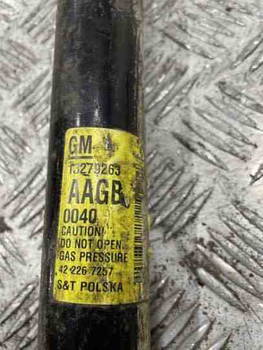 GM
13279263
AAGB
0040
CAUTION!
DO NOT OPEN.
GAS PRESSURE
42 226 7257
S&T POLSKA